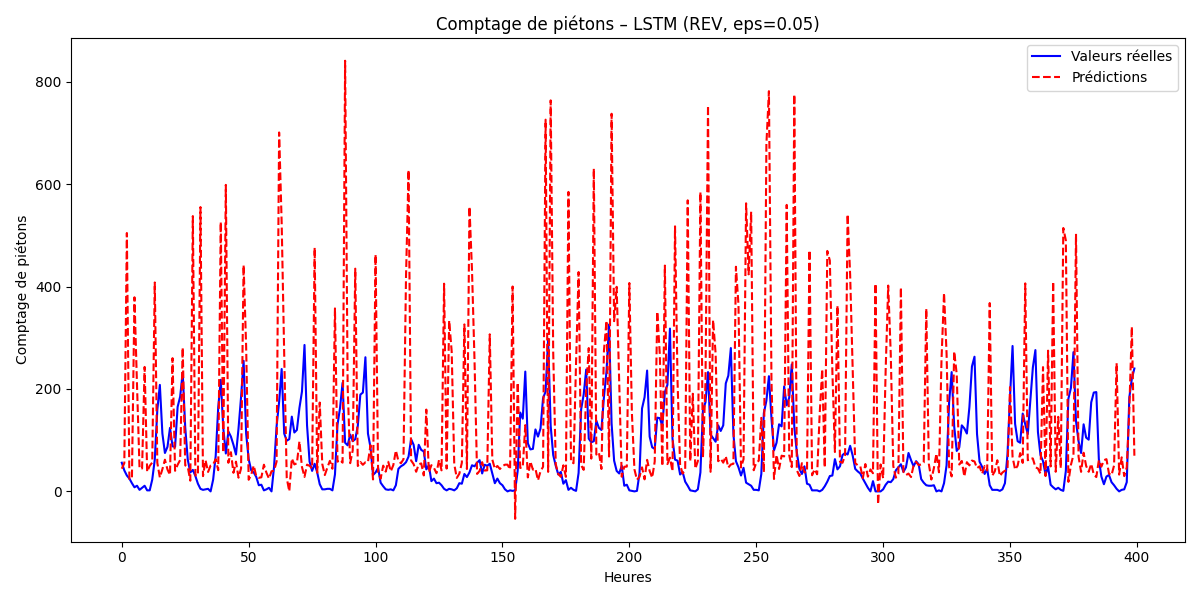 Comptage de piétons – LSTM (REV, eps=0.05)
Valeurs réelles
Prédictions
Comptage de piétons
800
600
400
200
0
0 50 100 150 200 250 300 350 400
Heures